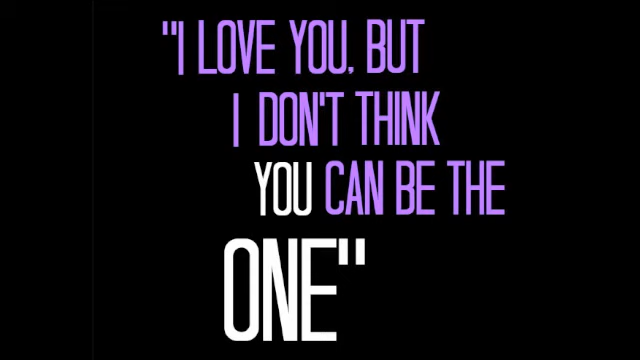 "I LOVE YOU, BUT
I DON'T THINK
YOU CAN BE THE
ONE"